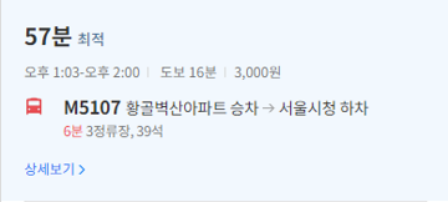 57분 최적
오후 1:03-오후 2:00 도보 16분 3,000원
M5107 황골벽산아파트 승차 → 서울시청 하차
6분 3정류장, 39석
상세보기 >